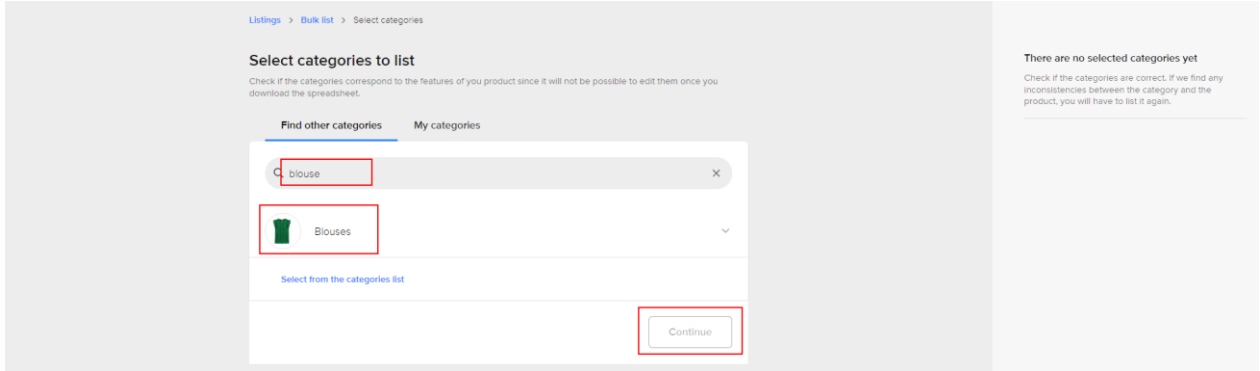 Listings > Bulk list > Select categories
Select categories to list
Check if the categories correspond to the features of you product since it will not be possible to edit them once you
download the spreadsheet.
Find other categories My categories
blouse
Blouses
Select from the categories list
Continue
There are no selected categories yet
Check if the categories are correct. If we find any
inconsistencies between the category and the
product, you will have to list it again.